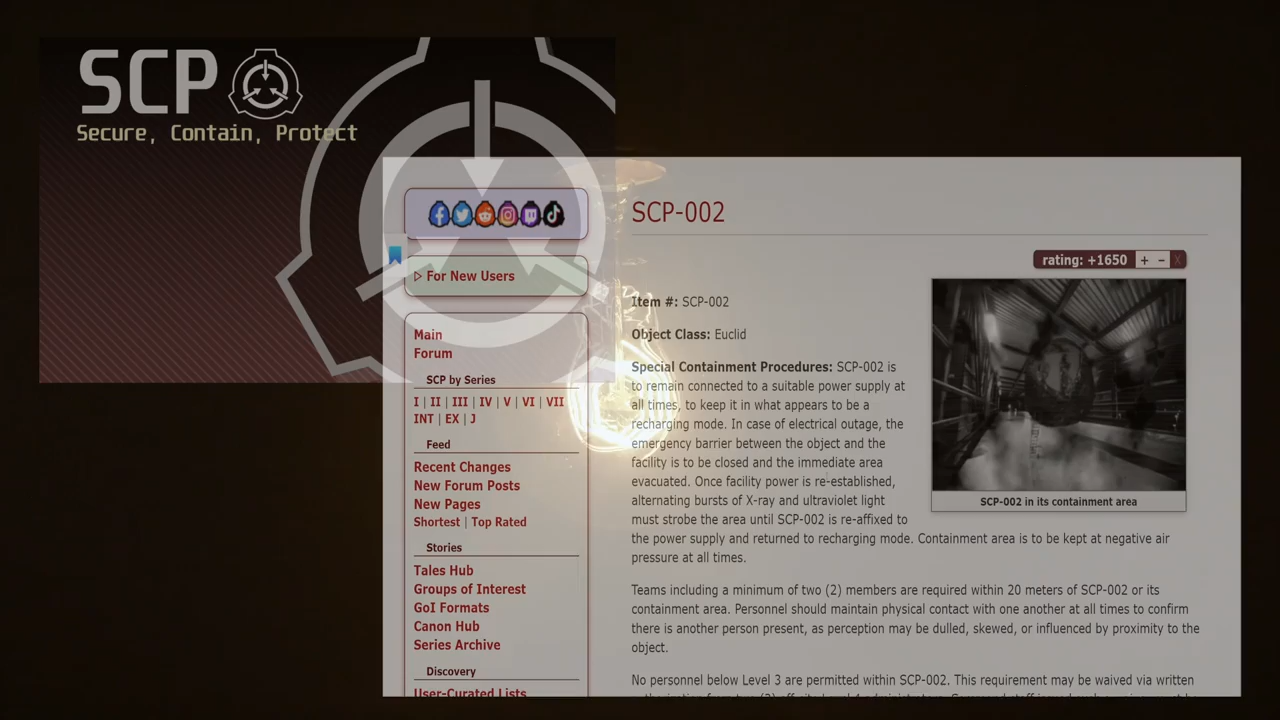 SCP
Secure, Contain, Protect
For New Users
Main
Forum
SCP by Series
I | II | III | IV | V | VI | VII
INT | EX | J
Feed
Recent Changes
New Forum Posts
New Pages
Shortest | Top Rated
Stories
Tales Hub
Groups of Interest
GoI Formats
Canon Hub
Series Archive
Discovery
User-Curated Lists
SCP-002
rating: +1650 + – X
Item #: SCP-002
Object Class: Euclid
Special Containment Procedures: SCP-002 is
to remain connected to a suitable power supply at
all times, to keep it in what appears to be a
recharging mode. In case of electrical outage, the
emergency barrier between the object and the
facility is to be closed and the immediate area
evacuated. Once facility power is re-established,
alternating bursts of X-ray and ultraviolet light
must strobe the area until SCP-002 is re-affixed to
the power supply and returned to recharging mode. Containment area is to be kept at negative air
pressure at all times.
SCP-002 in its containment area
Teams including a minimum of two (2) members are required within 20 meters of SCP-002 or its
containment area. Personnel should maintain physical contact with one another at all times to confirm
there is another person present, as perception may be dulled, skewed, or influenced by proximity to the
object.
No personnel below Level 3 are permitted within SCP-002. This requirement may be waived via written